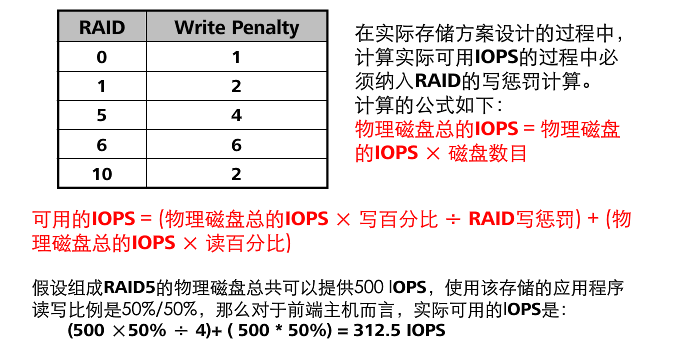 RAID Write Penalty
0 1
1 2
5 4
6 6
10 2
在实际存储方案设计的过程中，
计算实际可用IOPS的过程中必
须纳入RAID的写惩罚计算。
计算的公式如下：
物理磁盘总的IOPS = 物理磁盘
的IOPS × 磁盘数目
可用的IOPS = (物理磁盘总的IOPS × 写百分比 ÷ RAID写惩罚) + (物
理磁盘总的IOPS × 读百分比)
假设组成RAID5的物理磁盘总共可以提供500 IOPS，使用该存储的应用程序
读写比例是50%/50%，那么对于前端主机而言，实际可用的IOPS是：
(500 ×50% ÷ 4)+ ( 500 * 50%) = 312.5 IOPS